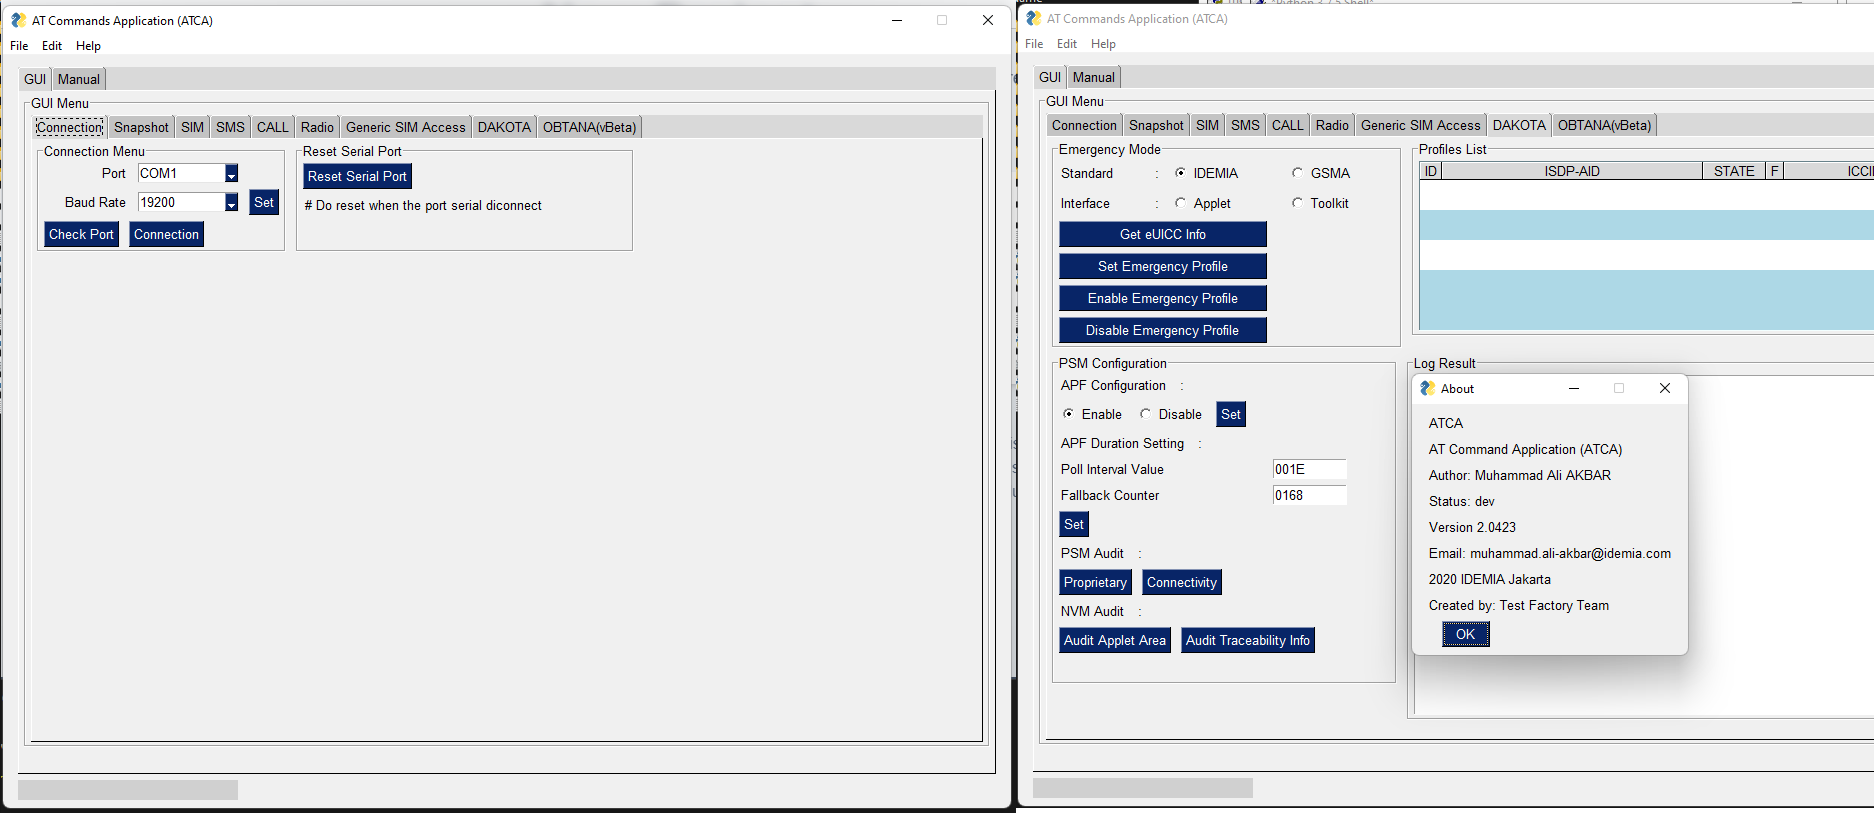 AT Commands Application (ATCA)
File Edit Help
GUI Manual
GUI Menu
Connection Snapshot SIM SMS CALL Radio Generic SIM Access DAKOTA OBTANA(vBeta)
Connection Menu
Port COM1
Baud Rate 19200 Set
Check Port Connection
Reset Serial Port
Reset Serial Port
# Do reset when the port serial diconnect
"Python 3.7.5 Shell"
AT Commands Application (ATCA)
File Edit Help
GUI Manual
GUI Menu
Connection Snapshot SIM SMS CALL Radio Generic SIM Access DAKOTA OBTANA(vBeta)
Emergency Mode
Standard : IDEMIA GSMA
Interface : Applet Toolkit
Get eUICC Info
Set Emergency Profile
Enable Emergency Profile
Disable Emergency Profile
Profiles List
ID ISDP-AID STATE F
PSM Configuration
APF Configuration :
Enable Disable Set
APF Duration Setting :
Poll Interval Value 001E
Fallback Counter 0168
Set
PSM Audit :
Proprietary Connectivity
NVM Audit :
Audit Applet Area Audit Traceability Info
Log Result
About
ATCA
AT Command Application (ATCA)
Author: Muhammad Ali AKBAR
Status: dev
Version 2.0423
Email: muhammad.ali-akbar@idemia.com
2020 IDEMIA Jakarta
Created by: Test Factory Team
OK